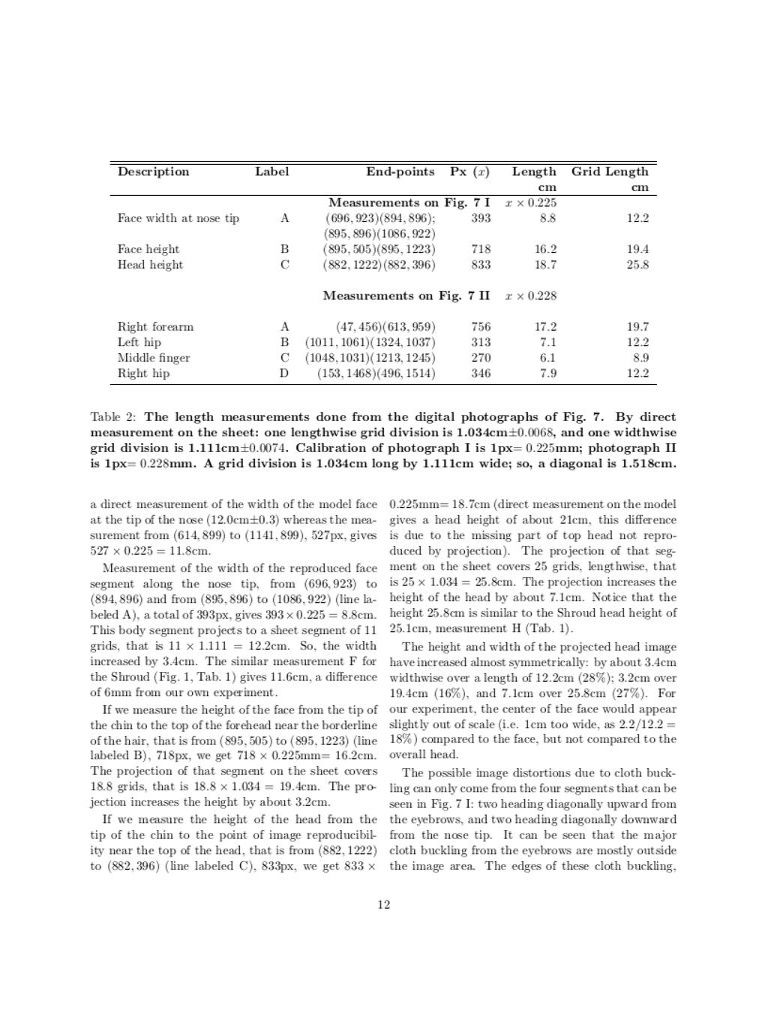 Description Label End-points Px (x) Length Grid Length
cm cm
Measurements on Fig. 7 I x × 0.225
Face width at nose tip A (696, 923)(894, 896); 393 8.8 12.2
(895, 896)(1086, 922)
Face height B (895, 505)(895, 1223) 718 16.2 19.4
Head height C (882, 1222)(882, 396) 833 18.7 25.8
Measurements on Fig. 7 II x × 0.228
Right forearm A (47, 456)(613, 959) 756 17.2 19.7
Left hip B (1011, 1061)(1324, 1037) 313 7.1 12.2
Middle finger C (1048, 1031)(1213, 1245) 270 6.1 8.9
Right hip D (153, 1468)(496, 1514) 346 7.9 12.2
Table 2: The length measurements done from the digital photographs of Fig. 7. By direct
measurement on the sheet: one lengthwise grid division is 1.034cm±0.0068, and one widthwise
grid division is 1.111cm±0.0074. Calibration of photograph I is 1px= 0.225mm; photograph II
is 1px= 0.228mm. A grid division is 1.034cm long by 1.111cm wide; so, a diagonal is 1.518cm.
a direct measurement of the width of the model face
at the tip of the nose (12.0cm±0.3) whereas the mea-
surement from (614, 899) to (1141, 899), 527px, gives
527 × 0.225 = 11.8cm.
Measurement of the width of the reproduced face
segment along the nose tip, from (696, 923) to
(894, 896) and from (895, 896) to (1086, 922) (line la-
beled A), a total of 393px, gives 393 × 0.225 = 8.8cm.
This body segment projects to a sheet segment of 11
grids, that is 11 × 1.111 = 12.2cm. So, the width
increased by 3.4cm. The similar measurement F for
the Shroud (Fig. 1, Tab. 1) gives 11.6cm, a difference
of 6mm from our own experiment.
If we measure the height of the face from the tip of
the chin to the top of the forehead near the borderline
of the hair, that is from (895, 505) to (895, 1223) (line
labeled B), 718px, we get 718 × 0.225mm= 16.2cm.
The projection of that segment on the sheet covers
18.8 grids, that is 18.8 × 1.034 = 19.4cm. The pro-
jection increases the height by about 3.2cm.
If we measure the height of the head from the
tip of the chin to the point of image reproducibil-
ity near the top of the head, that is from (882, 1222)
to (882, 396) (line labeled C), 833px, we get 833 ×
0.225mm= 18.7cm (direct measurement on the model
gives a head height of about 21cm, this difference
is due to the missing part of top head not repro-
duced by projection). The projection of that seg-
ment on the sheet covers 25 grids, lengthwise, that
is 25 × 1.034 = 25.8cm. The projection increases the
height of the head by about 7.1cm. Notice that the
height 25.8cm is similar to the Shroud head height of
25.1cm, measurement H (Tab. 1).
The height and width of the projected head image
have increased almost symmetrically: by about 3.4cm
widthwise over a length of 12.2cm (28%); 3.2cm over
19.4cm (16%), and 7.1cm over 25.8cm (27%). For
our experiment, the center of the face would appear
slightly out of scale (i.e. 1cm too wide, as 2.2/12.2 =
18%) compared to the face, but not compared to the
overall head.
The possible image distortions due to cloth buck-
ling can only come from the four segments that can be
seen in Fig. 7 I: two heading diagonally upward from
the eyebrows, and two heading diagonally downward
from the nose tip. It can be seen that the major
cloth buckling from the eyebrows are mostly outside
the image area. The edges of these cloth buckling,
12